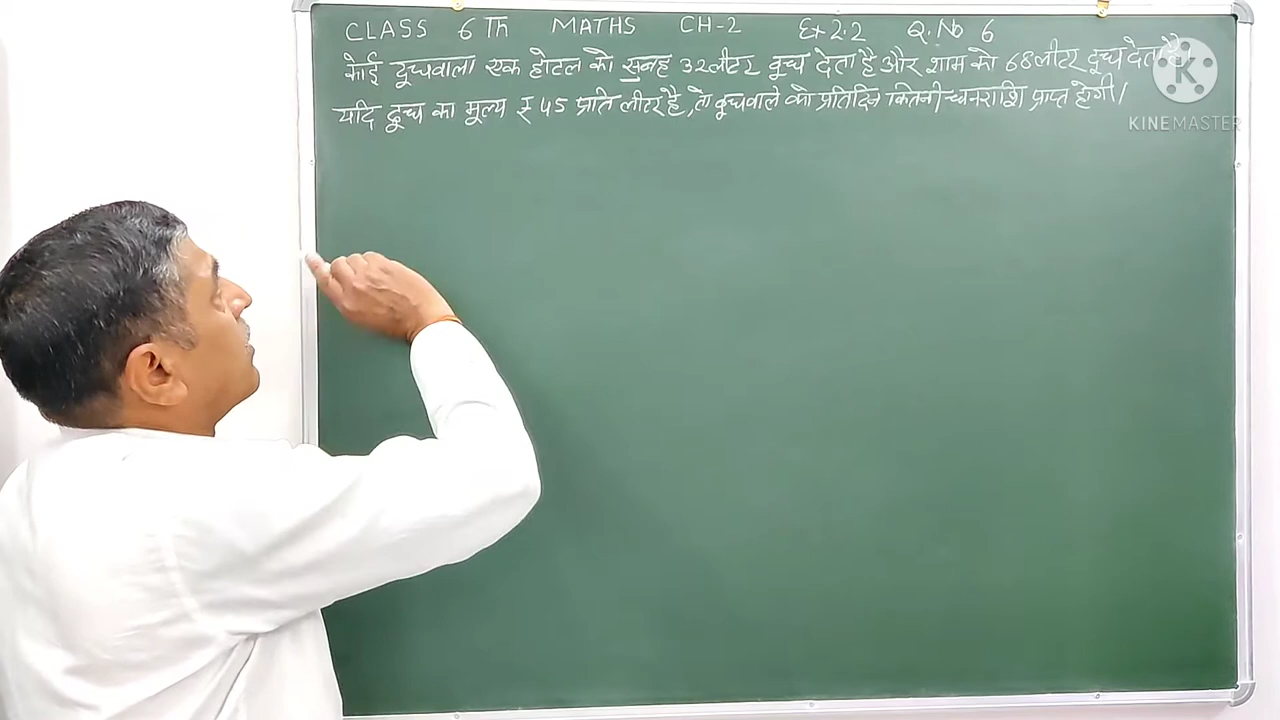 CLASS 6 Th MATHS CH-2 Ex 2.2 Q. No 6
कोई दूधवाला एक होटल को सुबह 32लीटर दूध देता है और शाम को 68लीटर दूध देता है
यदि दूध का मूल्य ₹ 45 प्रति लीटर है, तो दूधवाले को प्रतिदिन कितनी धनराशि प्राप्त होगी/
KINEMASTER